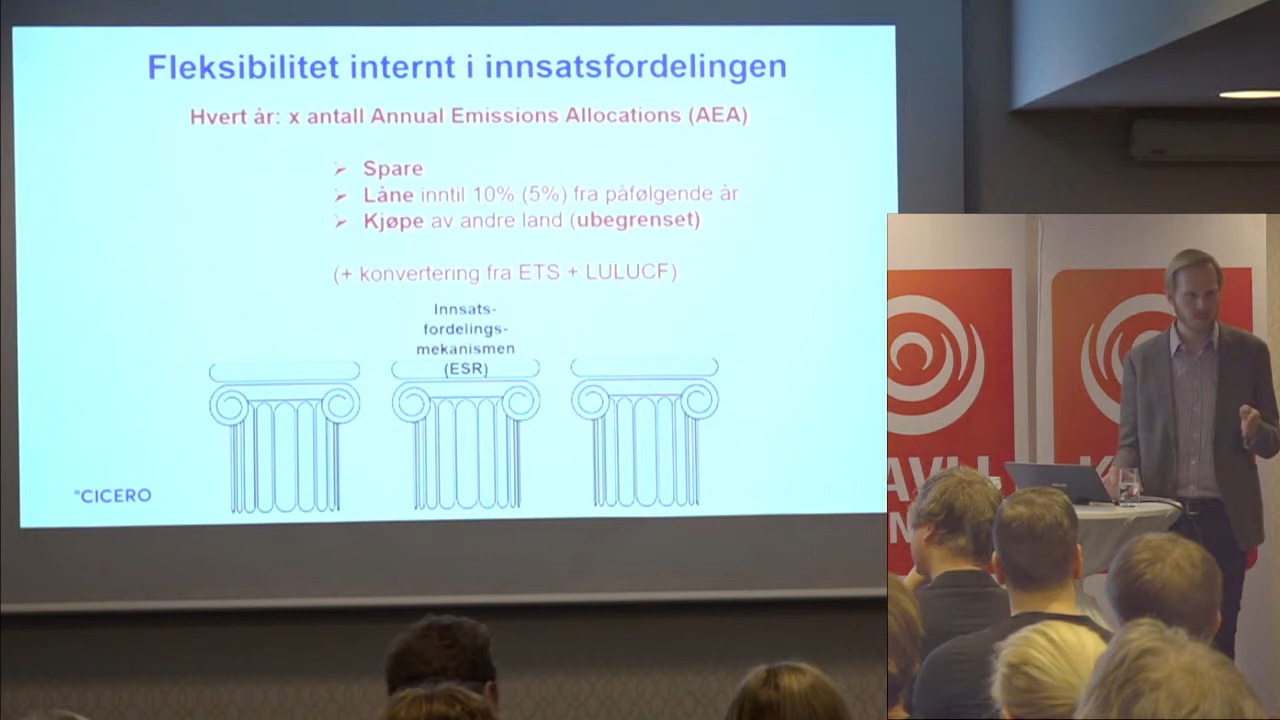 Fleksibilitet internt i innsatsfordelingen
Hvert år: x antall Annual Emissions Allocations (AEA)
➢ Spare
➢ Låne inntil 10% (5%) fra påfølgende år
➢ Kjøpe av andre land (ubegrenset)
(+ konvertering fra ETS + LULUCF)
Innsats-
fordelings-
mekanismen
(ESR)
°CICERO